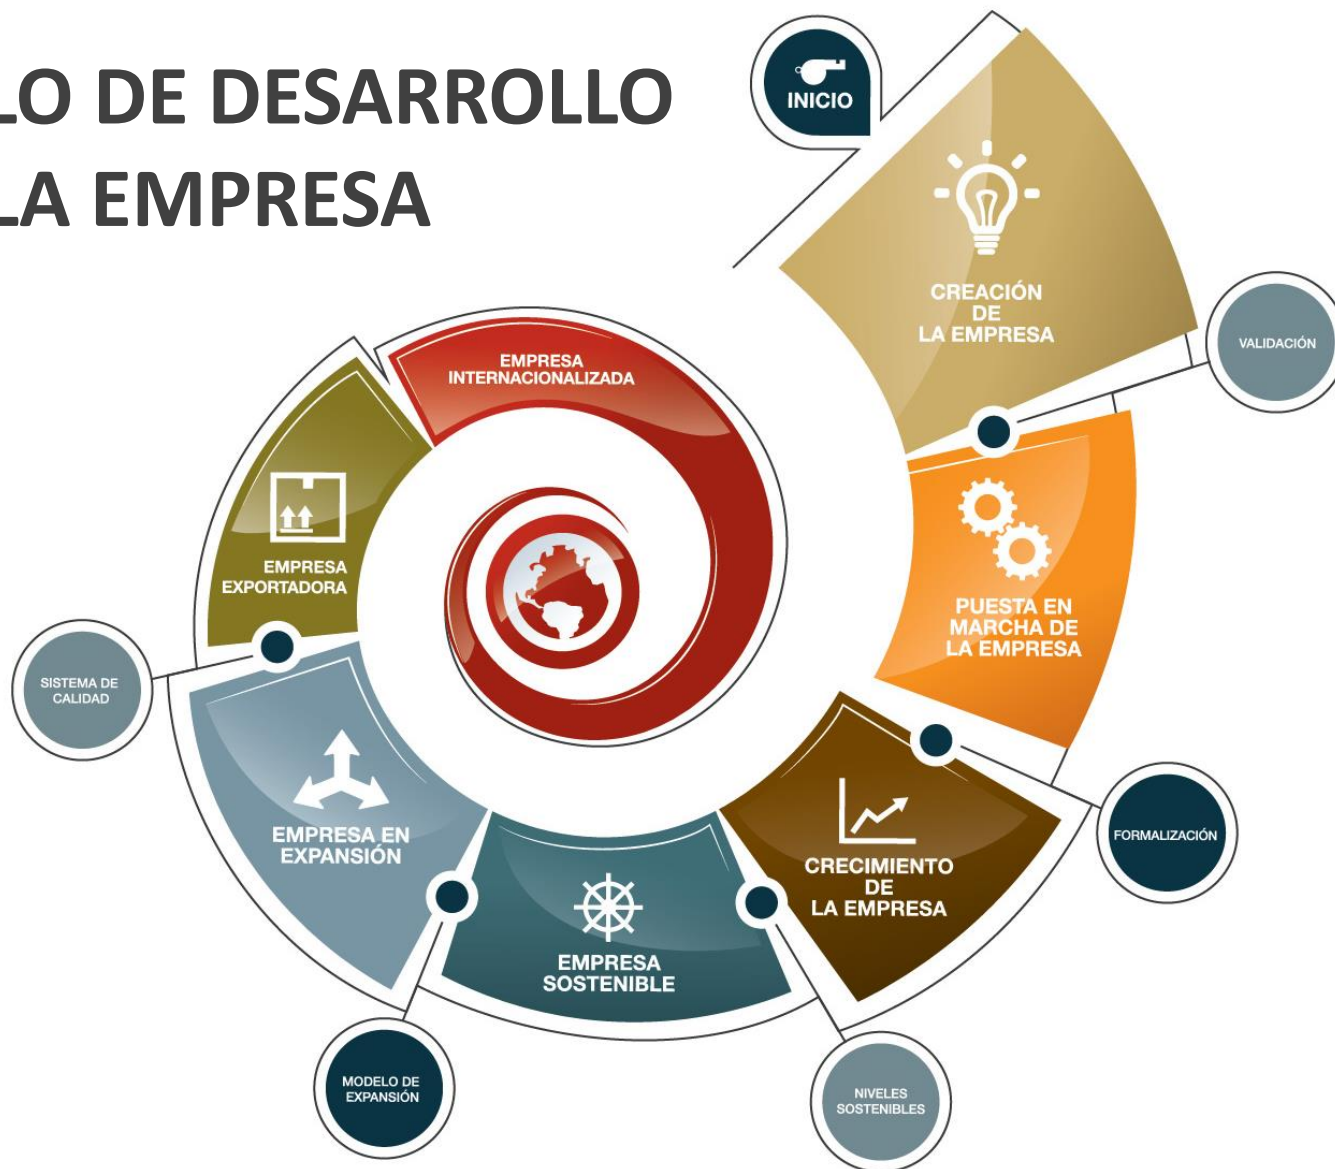 LO DE DESARROLLO
LA EMPRESA
INICIO
CREACIÓN
DE
LA EMPRESA
VALIDACIÓN
PUESTA EN
MARCHA DE
LA EMPRESA
FORMALIZACIÓN
CRECIMIENTO
DE
LA EMPRESA
NIVELES
SOSTENIBLES
EMPRESA
SOSTENIBLE
MODELO DE
EXPANSIÓN
EMPRESA EN
EXPANSIÓN
SISTEMA DE
CALIDAD
EMPRESA
EXPORTADORA
EMPRESA
INTERNACIONALIZADA